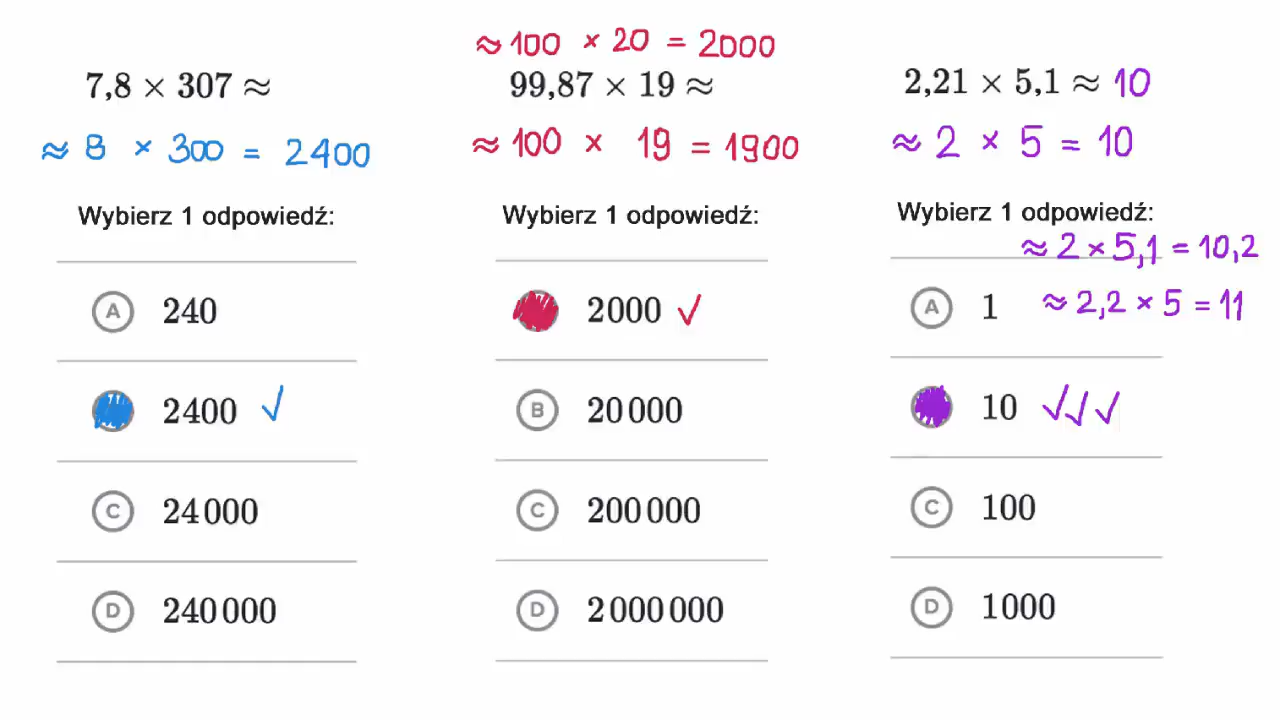 7,8 × 307 ≈
≈ 8 × 300 = 2400
Wybierz 1 odpowiedź:
A 240
2400 ✓
C 24 000
D 240 000
≈ 100 × 20 = 2000
99,87 × 19 ≈
≈ 100 × 19 = 1900
Wybierz 1 odpowiedź:
2000 ✓
B 20 000
C 200 000
D 2 000 000
2,21 × 5,1 ≈ 10
≈ 2 × 5 = 10
Wybierz 1 odpowiedź:
≈ 2 × 5,1 = 10,2
A 1 ≈ 2,2 × 5 = 11
10 ✓✓✓
C 100
D 1000